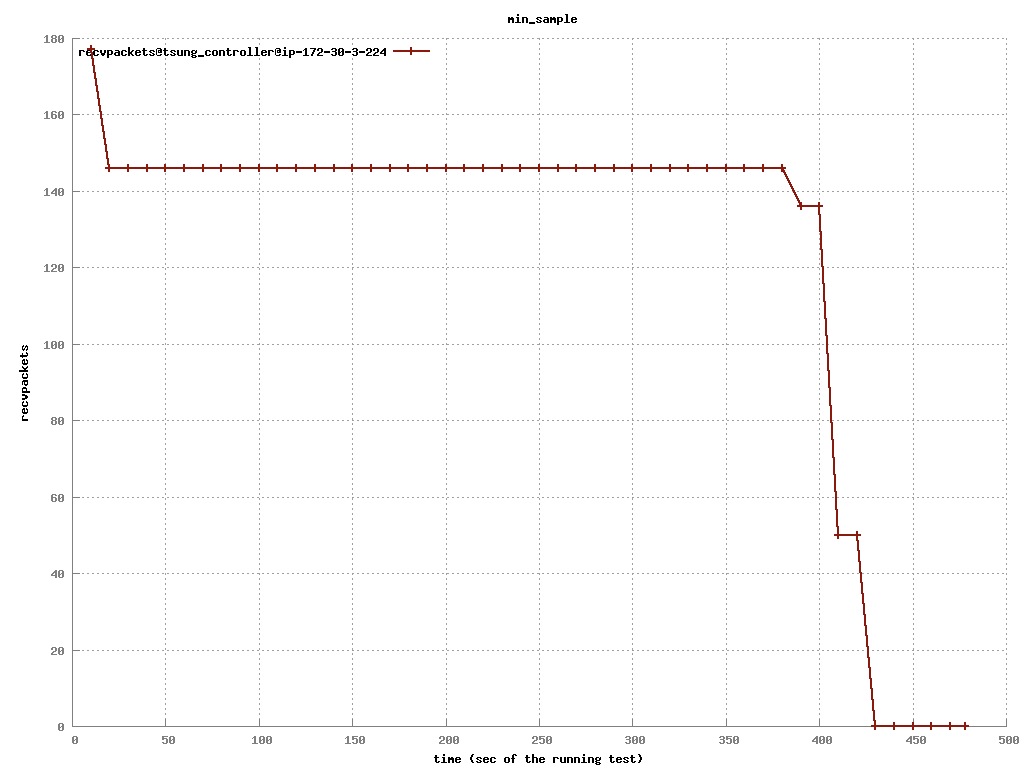 min_sample
180
recvpackets@tsung_controller@ip-172-30-3-224
160
140
120
100
recvpackets
80
60
40
20
0
0 50 100 150 200 250 300 350 400 450 500
time (sec of the running test)